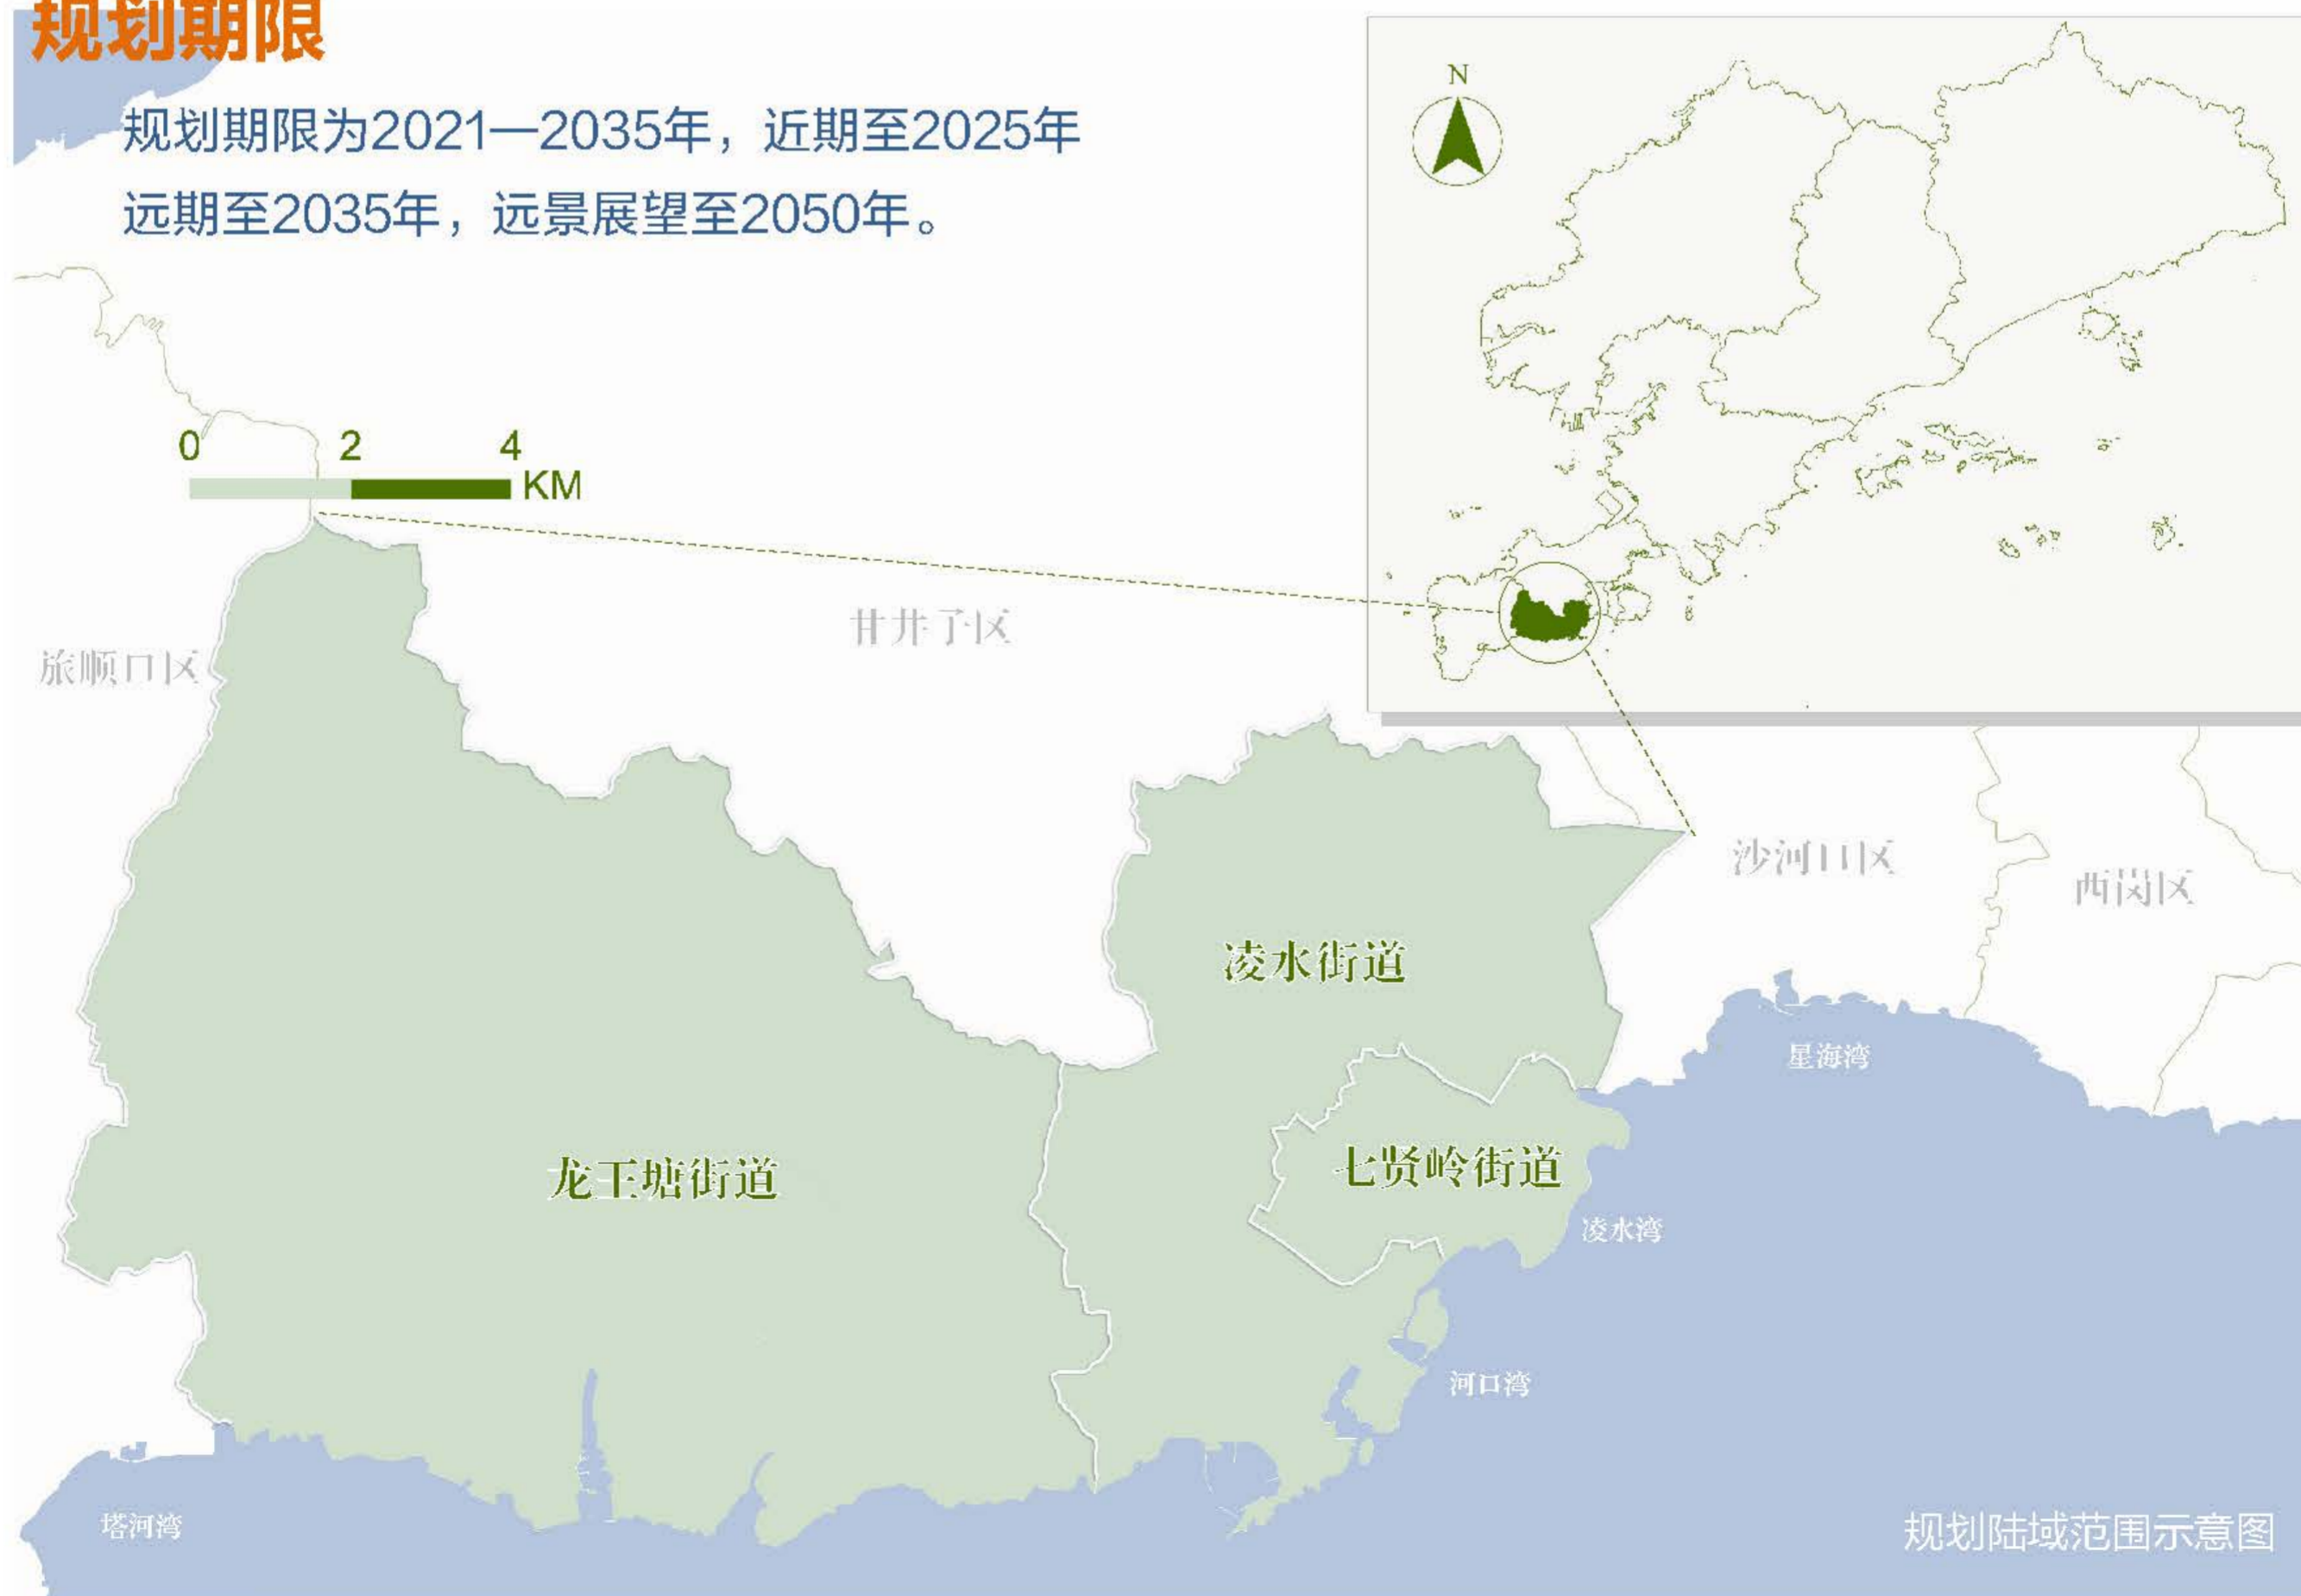 规划期限
规划期限为2021—2035年，近期至2025年
远期至2035年，远景展望至2050年。
N
0 2 4
KM
甘井子区
旅顺口区
沙河口区
西岗区
凌水街道
星海湾
七贤岭街道
龙王塘街道
凌水湾
河口湾
塔河湾
规划陆域范围示意图